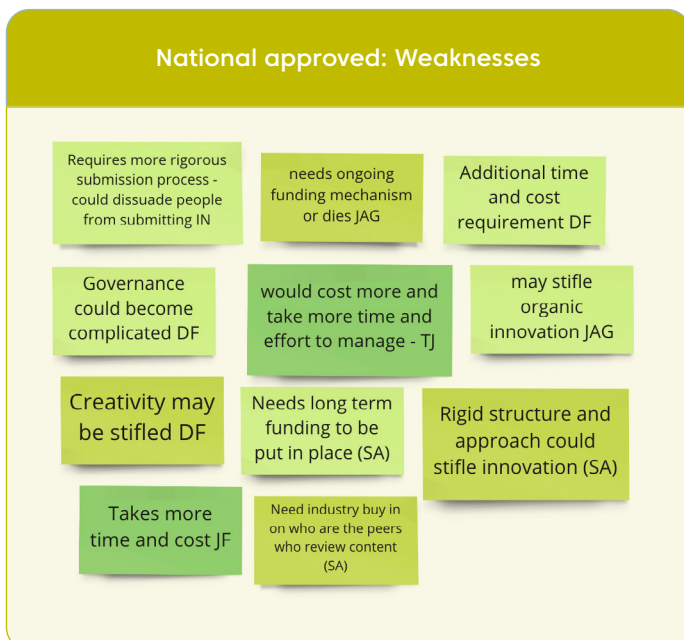 National approved: Weaknesses
Requires more rigorous
submission process -
could dissuade people
from submitting IN
needs ongoing
funding mechanism
or dies JAG
Additional time
and cost
requirement DF
Governance
could become
complicated DF
would cost more and
take more time and
effort to manage - TJ
may stifle
organic
innovation JAG
Creativity may
be stifled DF
Needs long term
funding to be
put in place (SA)
Rigid structure and
approach could
stifle innovation (SA)
Takes more
time and cost JF
Need industry buy in
on who are the peers
who review content
(SA)